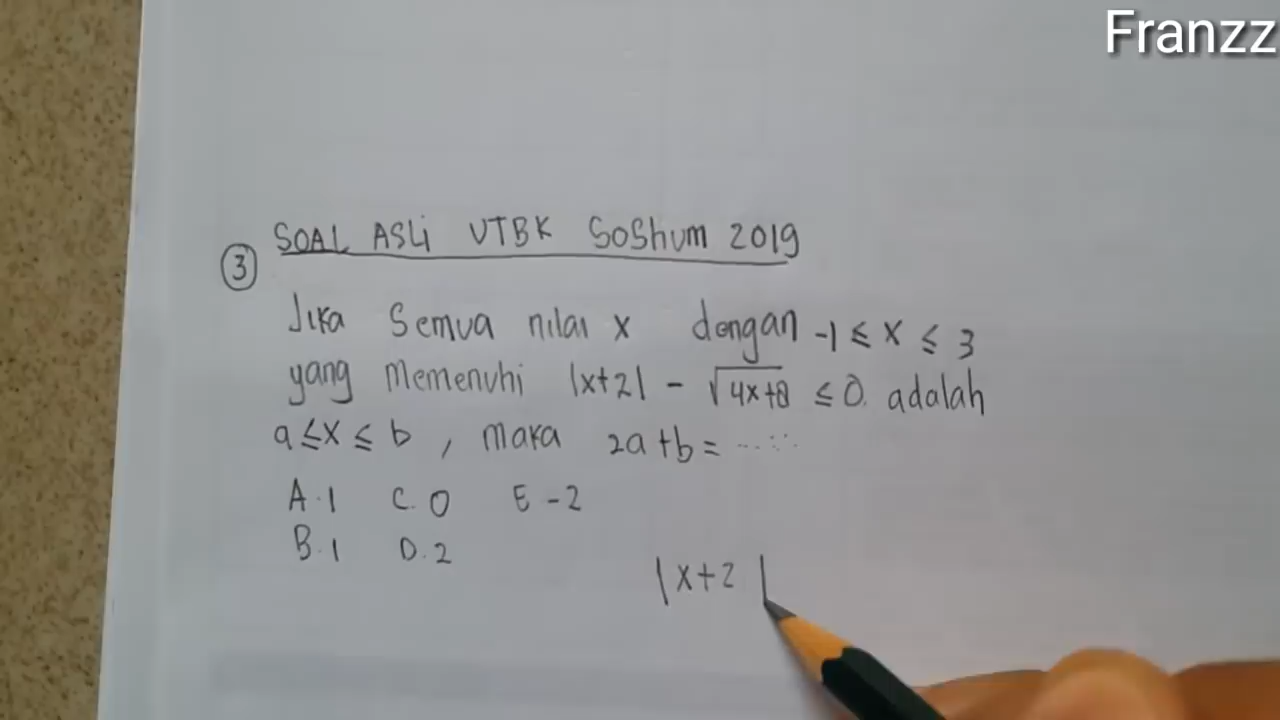 Franzz
SOAL ASLi UTBK SoShum 2019
3
Jika Semua nilai x dengan -1 ≤ x ≤ 3
yang memenuhi |x+2| - √4x+8 ≤ 0. adalah
a ≤ x ≤ b , maka 2a+b = ......
A.1 C.0 E -2
B.1 D.2
|x+2|